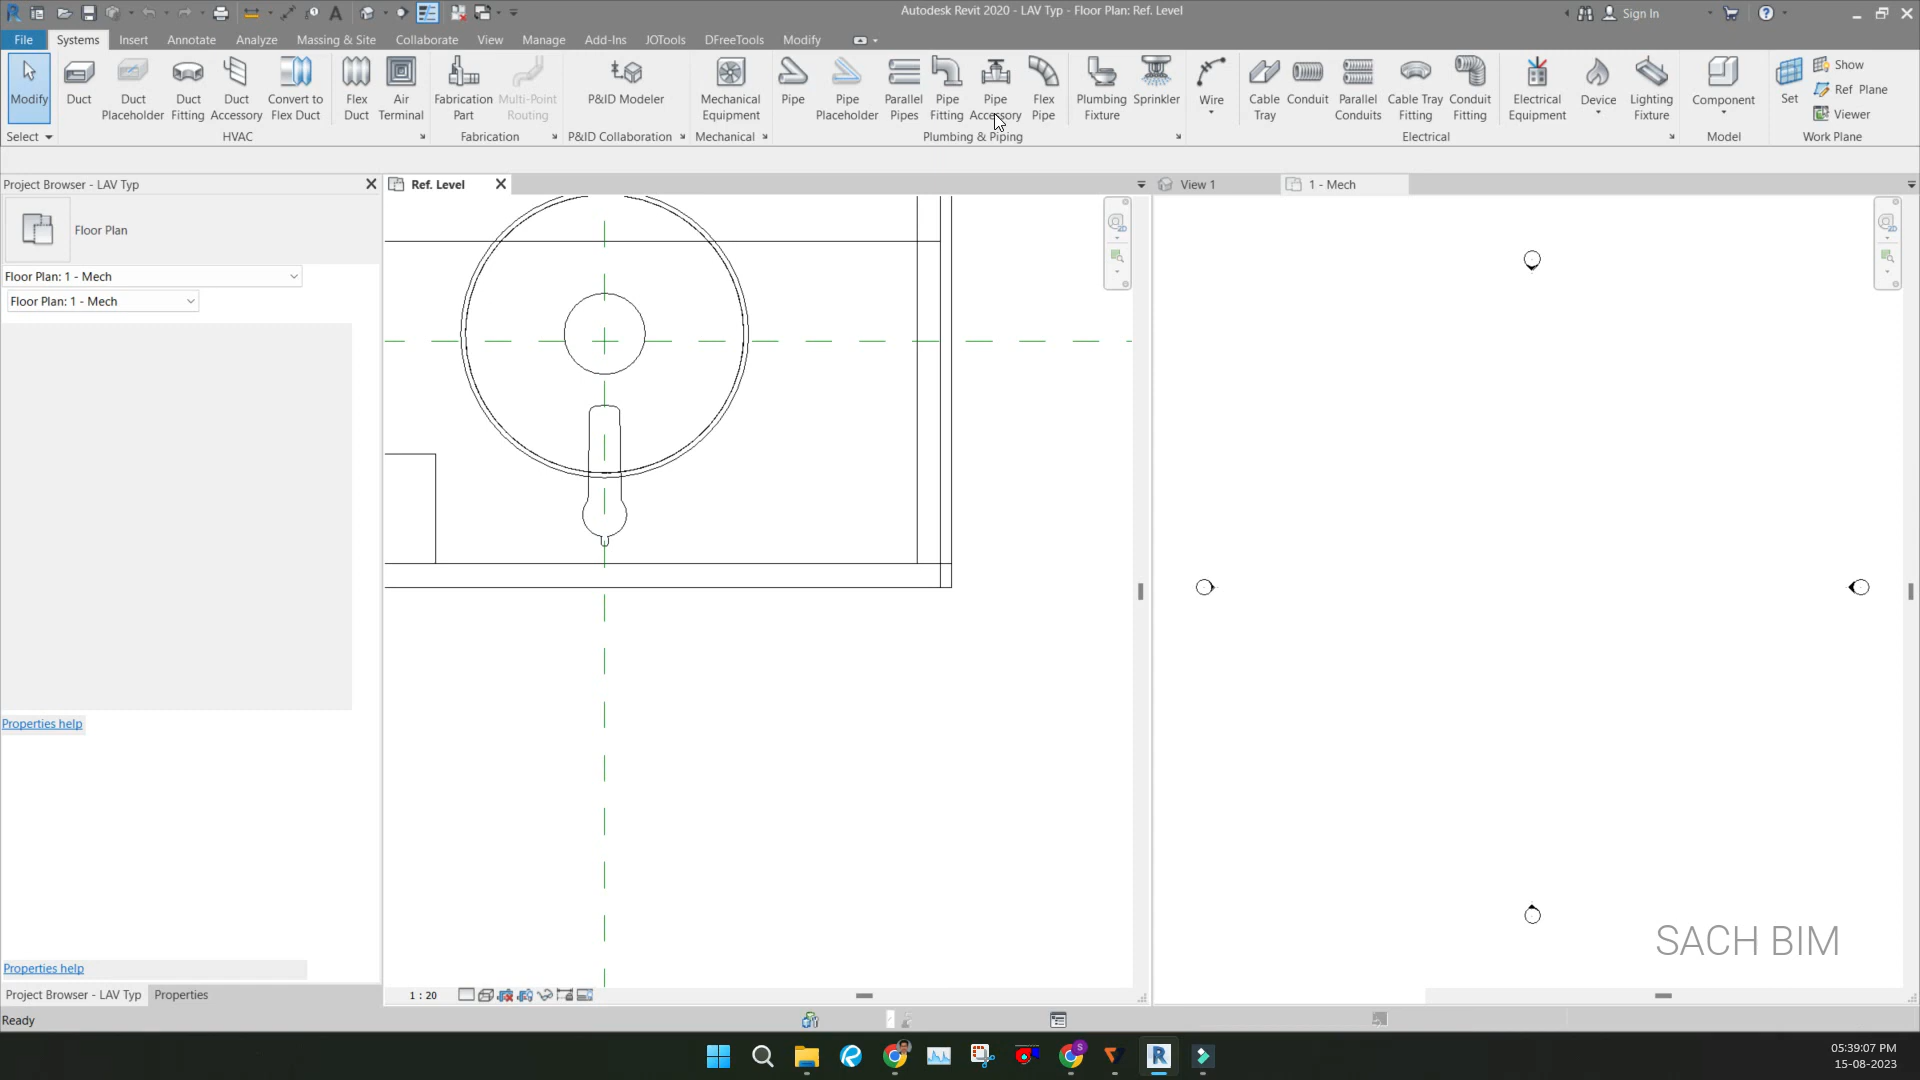 Autodesk Revit 2020 - LAV Typ - Floor Plan: Ref. Level
Sign In
File Systems Insert Annotate Analyze Massing & Site Collaborate View Manage Add-Ins JOTools DFreeTools Modify
Modify
Duct
Duct Placeholder
Duct Fitting
Duct Accessory
Convert to Flex Duct
Flex Duct
Air Terminal
Fabrication Part
Multi-Point Routing
P&ID Modeler
Mechanical Equipment
Pipe
Pipe Placeholder
Parallel Pipes
Pipe Fitting
Pipe Accessory
Flex Pipe
Plumbing Fixture
Sprinkler
Wire
Cable Tray
Conduit
Parallel Conduits
Cable Tray Fitting
Conduit Fitting
Electrical Equipment
Device
Lighting Fixture
Component
Set
Show
Ref Plane
Viewer
Select HVAC Fabrication P&ID Collaboration Mechanical Plumbing & Piping Electrical Model Work Plane
Project Browser - LAV Typ
Ref. Level
View 1
1 - Mech
Floor Plan
Floor Plan: 1 - Mech
Floor Plan: 1 - Mech
Properties help
SACH BIM
Properties help
Project Browser - LAV Typ Properties
1 : 20
Ready
05:39:07 PM
15-08-2023